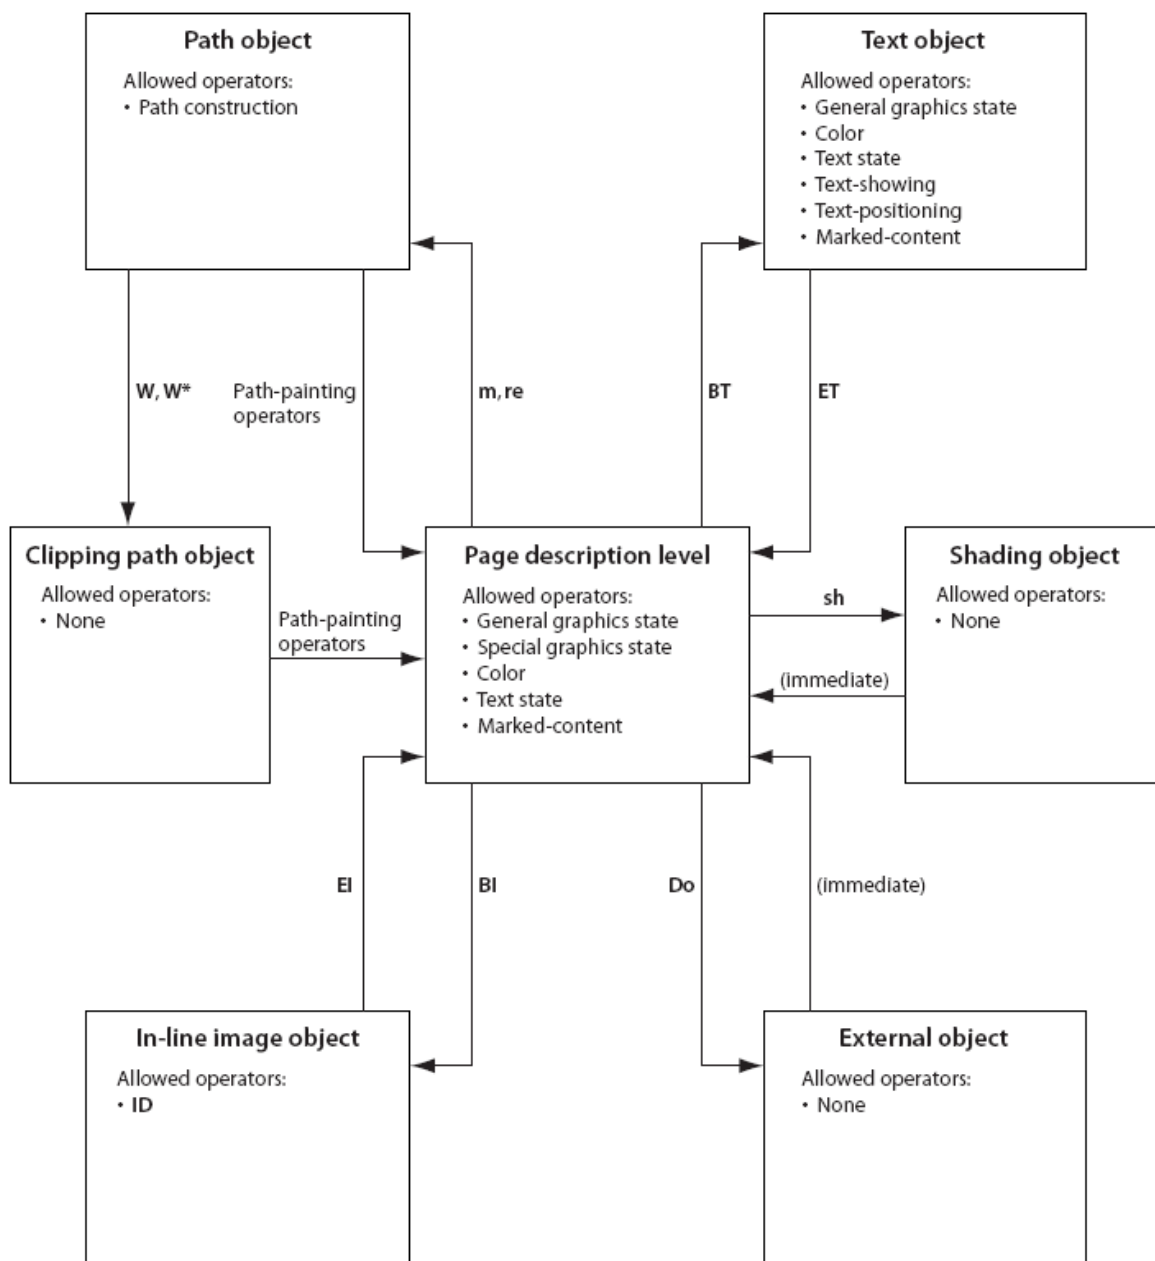 Path object
Allowed operators:
• Path construction
Text object
Allowed operators:
• General graphics state
• Color
• Text state
• Text-showing
• Text-positioning
• Marked-content
W, W*
Path-painting
operators
m, re
BT
ET
Clipping path object
Allowed operators:
• None
Path-painting
operators
Page description level
Allowed operators:
• General graphics state
• Special graphics state
• Color
• Text state
• Marked-content
sh
(immediate)
Shading object
Allowed operators:
• None
EI
BI
Do
(immediate)
In-line image object
Allowed operators:
• ID
External object
Allowed operators:
• None